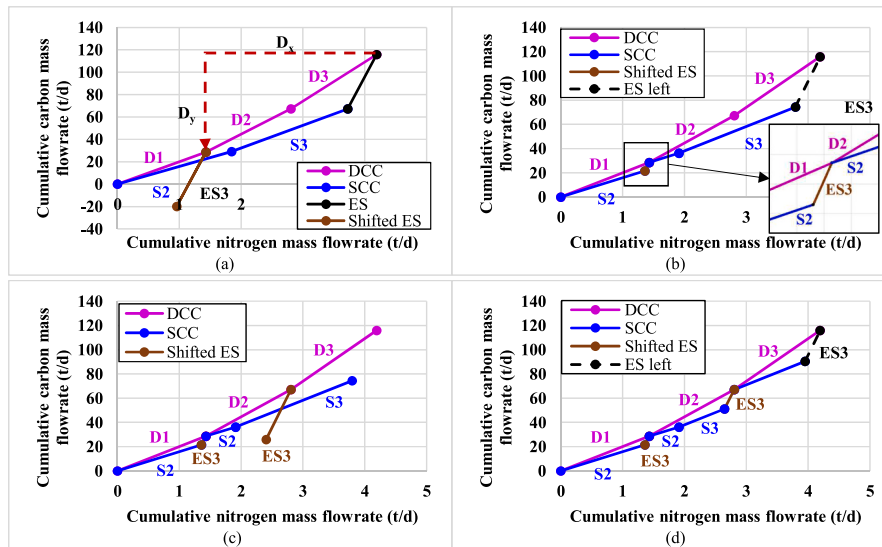 140
120
100
80
60
40
20
0
-20
-40
0
1
2
Cumulative carbon mass
flowrate (t/d)
Dx
Dy
D1
D2
D3
S2
ES3
S3
DCC
SCC
ES
Shifted ES
Cumulative nitrogen mass flowrate (t/d)
(a)
140
120
100
80
60
40
20
0
0
1
2
3
Cumulative carbon mass
flowrate (t/d)
DCC
SCC
Shifted ES
ES left
D3
D2
D1
S3
S2
ES3
D2
D1
S2
ES3
S2
Cumulative nitrogen mass flowrate (t/d)
(b)
140
120
100
80
60
40
20
0
0
1
2
3
4
5
Cumulative carbon mass
flowrate (t/d)
DCC
SCC
Shifted ES
D3
D2
D1
S2
S3
ES3
ES3
S2
Cumulative nitrogen mass flowrate (t/d)
(c)
140
120
100
80
60
40
20
0
0
1
2
3
4
5
Cumulative carbon mass
flowrate (t/d)
DCC
SCC
Shifted ES
ES left
D3
D2
D1
ES3
ES3
S2
S3
ES3
S2
Cumulative nitrogen mass flowrate (t/d)
(d)